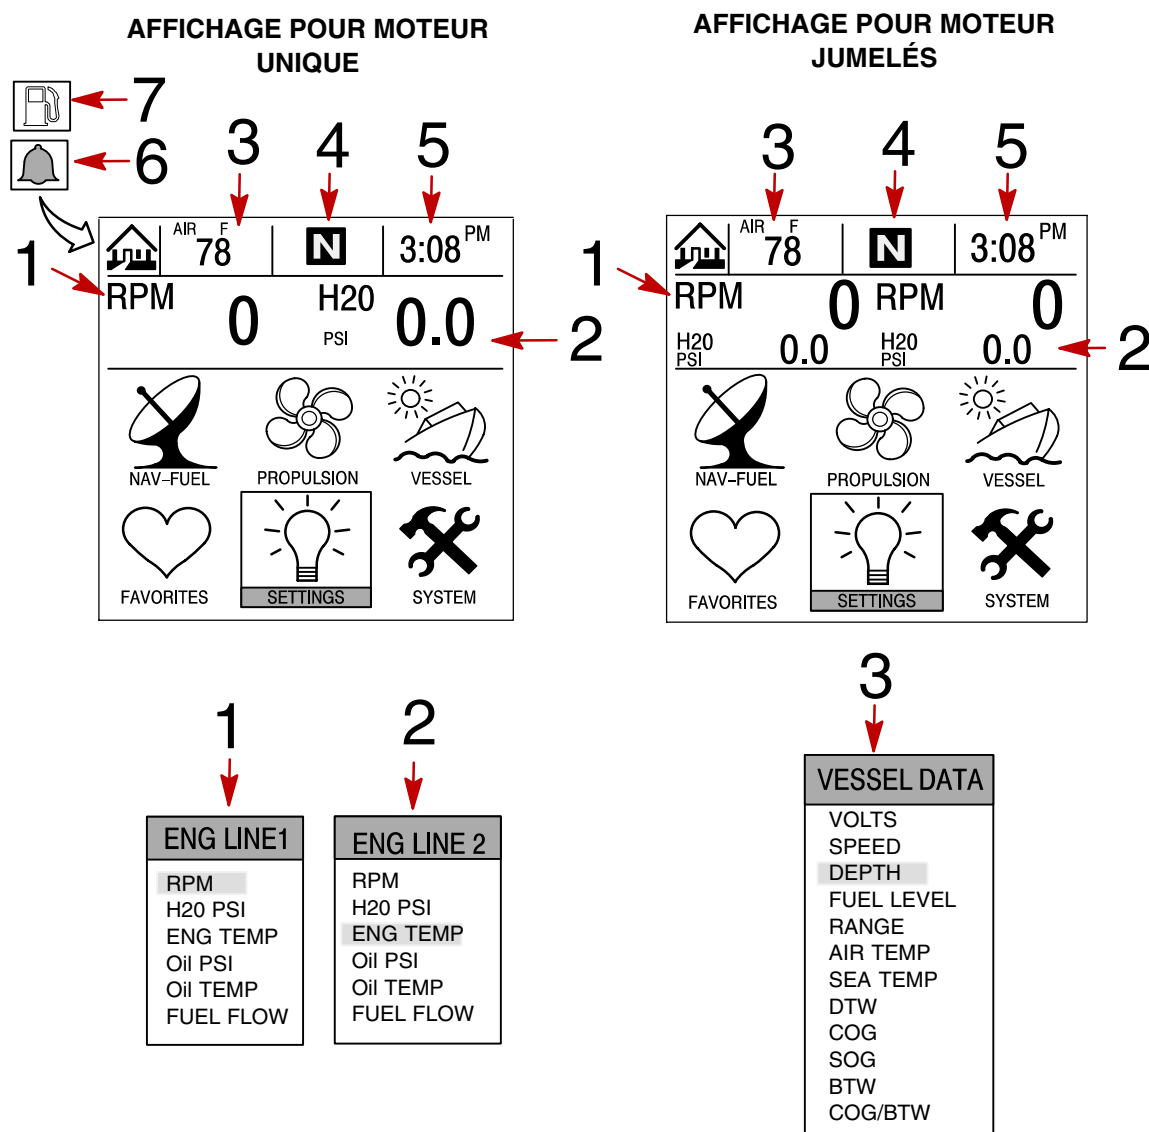 AFFICHAGE POUR MOTEUR
UNIQUE
7
6
3
4
5
1
AIR F
78
N
3:08 PM
RPM
0
H20
PSI
0.0
2
NAV–FUEL
PROPULSION
VESSEL
FAVORITES
SETTINGS
SYSTEM
AFFICHAGE POUR MOTEUR
JUMELÉS
3
4
5
1
AIR F
78
N
3:08 PM
RPM
0
RPM
0
H20
PSI
0.0
H20
PSI
0.0
2
NAV–FUEL
PROPULSION
VESSEL
FAVORITES
SETTINGS
SYSTEM
1
ENG LINE1
RPM
H20 PSI
ENG TEMP
Oil PSI
Oil TEMP
FUEL FLOW
2
ENG LINE 2
RPM
H20 PSI
ENG TEMP
Oil PSI
Oil TEMP
FUEL FLOW
3
VESSEL DATA
VOLTS
SPEED
DEPTH
FUEL LEVEL
RANGE
AIR TEMP
SEA TEMP
DTW
COG
SOG
BTW
COG/BTW